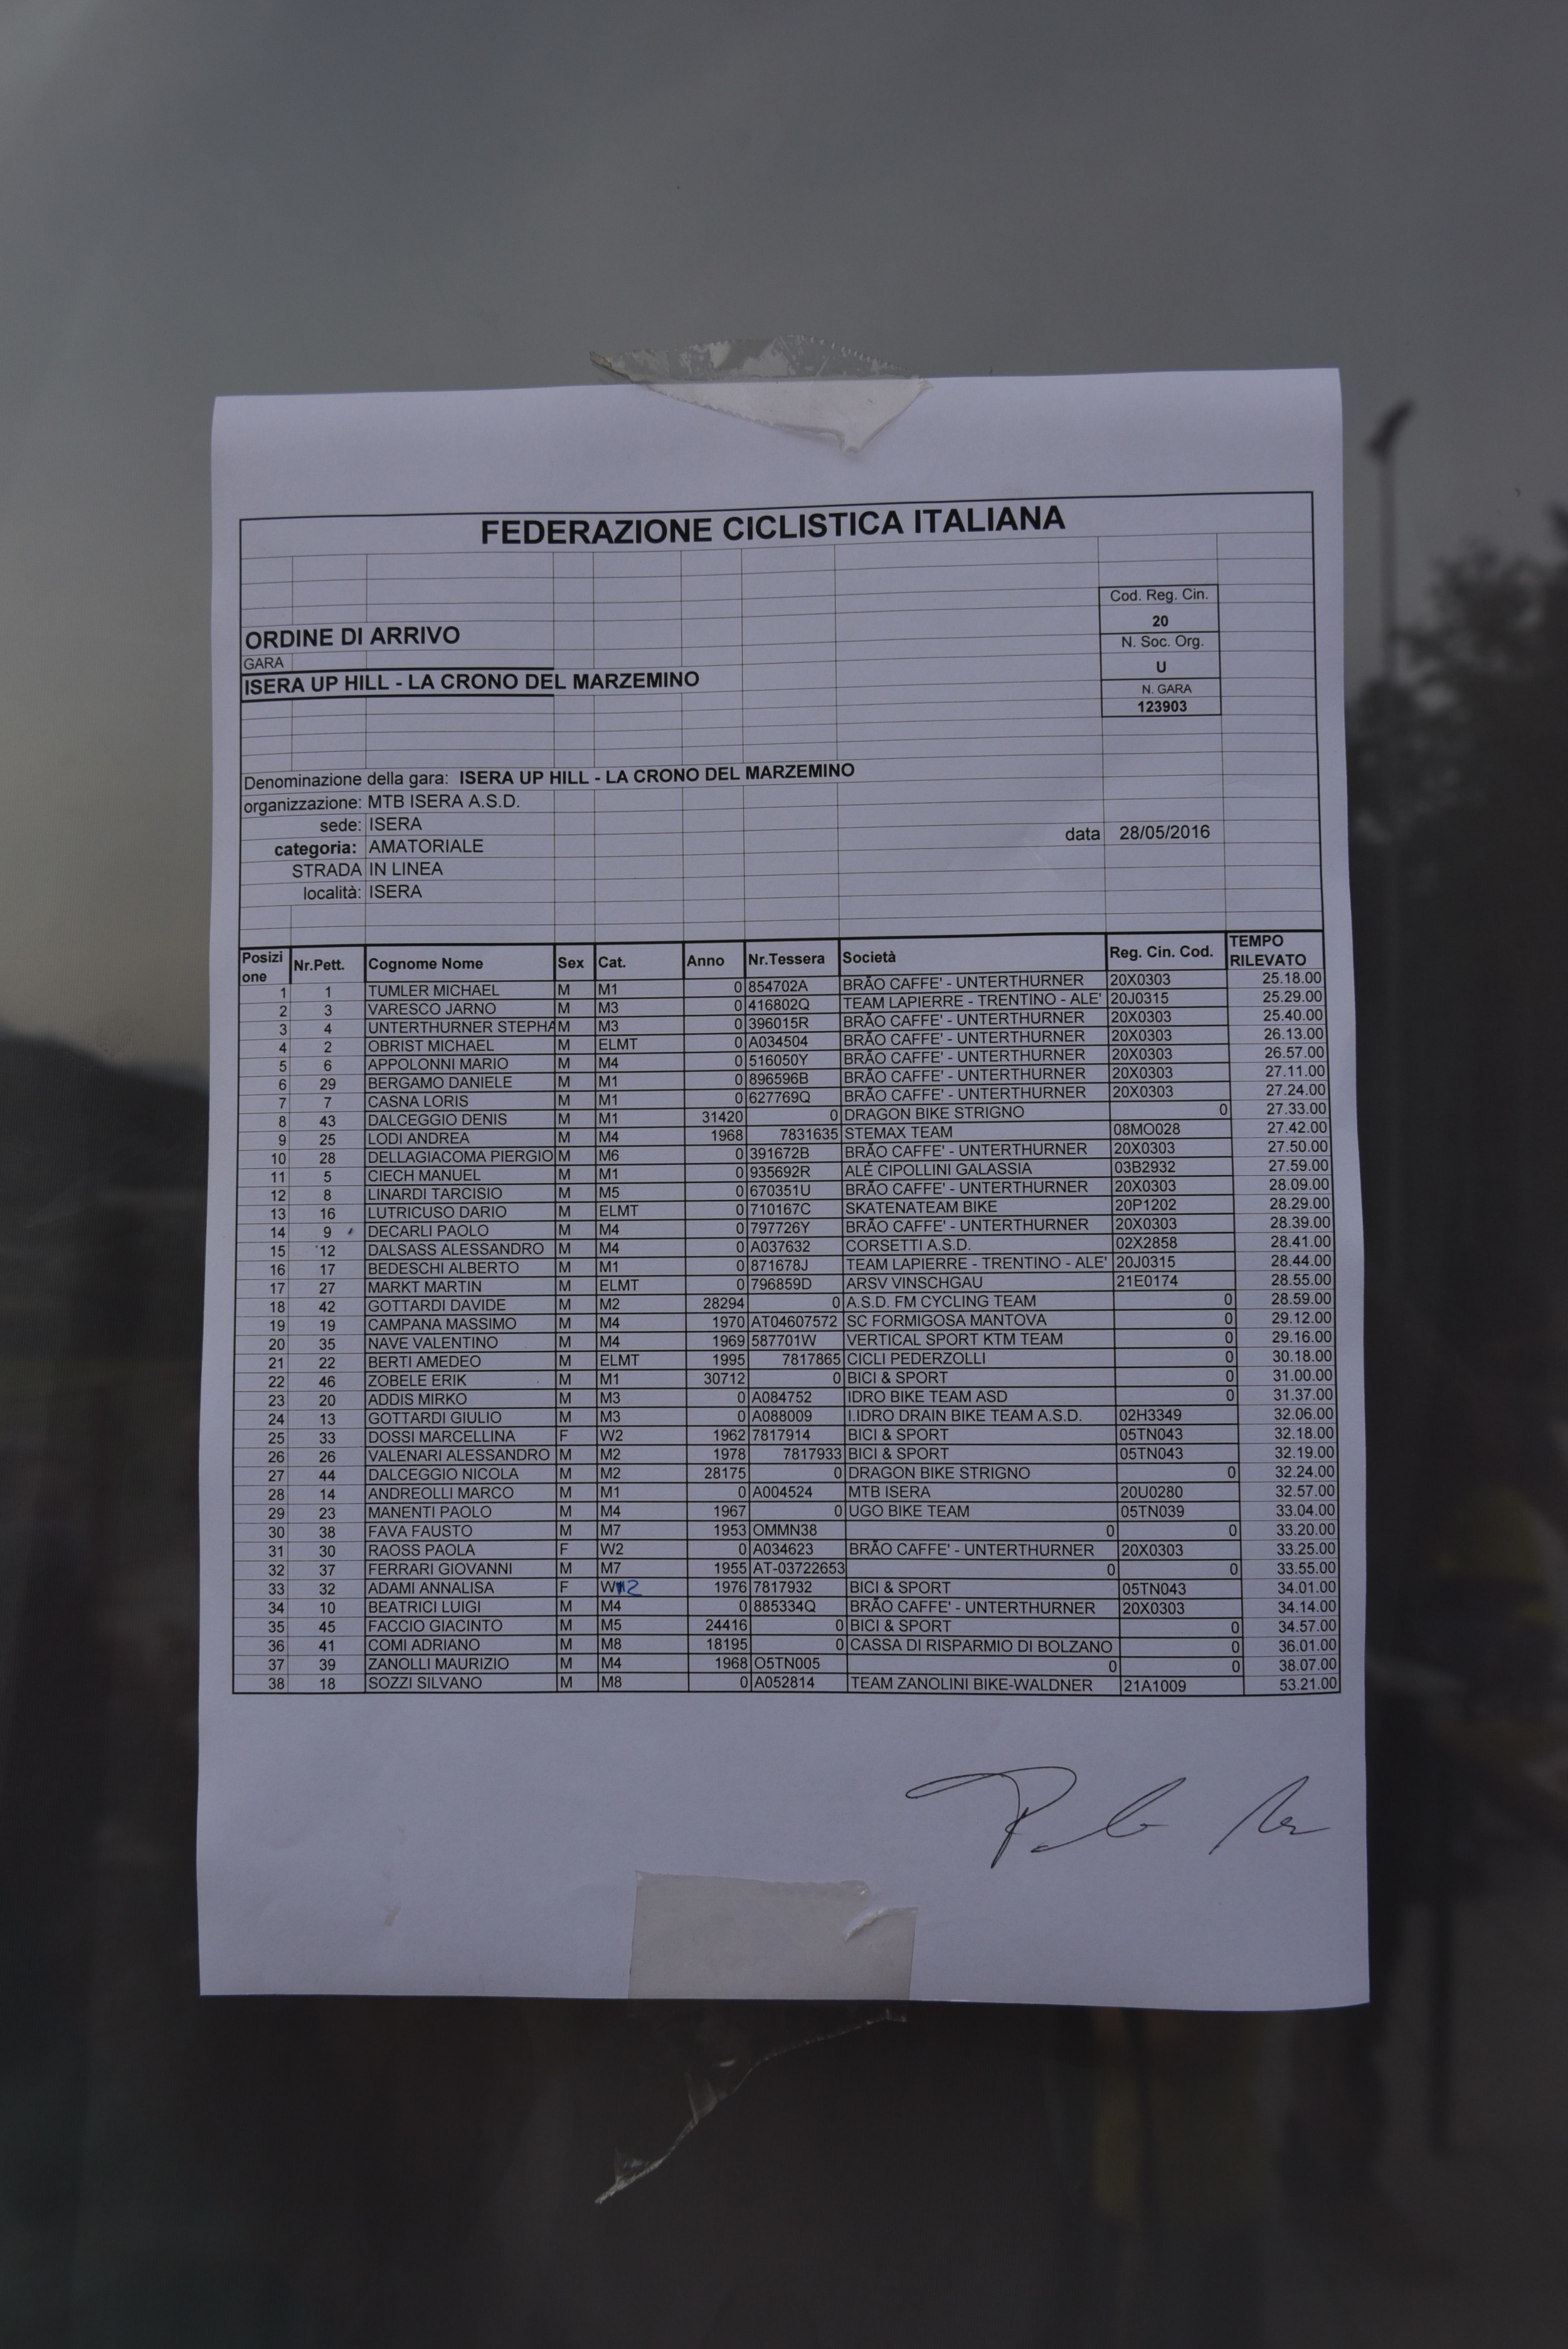 FEDERAZIONE CICLISTICA ITALIANA
Cod. Reg. Cin.
20
ORDINE DI ARRIVO
N. Soc. Org.
GARA
U
ISERA UP HILL - LA CRONO DEL MARZEMINO
N. GARA
123903
Denominazione della gara: ISERA UP HILL - LA CRONO DEL MARZEMINO
organizzazione: MTB ISERA A.S.D.
sede: ISERA
data 28/05/2016
categoria: AMATORIALE
STRADA IN LINEA
località: ISERA
Posizi one Nr.Pett. Cognome Nome Sex Cat. Anno Nr.Tessera Società Reg. Cin. Cod. TEMPO RILEVATO
1 1 TUMLER MICHAEL M M1 0 854702A BRÃO CAFFE' - UNTERTHURNER 20X0303 25.18.00
2 3 VARESCO JARNO M M3 0 416802Q TEAM LAPIERRE - TRENTINO - ALE' 20J0315 25.29.00
3 4 UNTERTHURNER STEPHA M M3 0 396015R BRÃO CAFFE' - UNTERTHURNER 20X0303 25.40.00
4 2 OBRIST MICHAEL M ELMT 0 A034504 BRÃO CAFFE' - UNTERTHURNER 20X0303 26.13.00
5 6 APPOLONNI MARIO M M4 0 516050Y BRÃO CAFFE' - UNTERTHURNER 20X0303 26.57.00
6 29 BERGAMO DANIELE M M1 0 896596B BRÃO CAFFE' - UNTERTHURNER 20X0303 27.11.00
7 7 CASNA LORIS M M1 0 627769Q BRÃO CAFFE' - UNTERTHURNER 20X0303 27.24.00
8 43 DALCEGGIO DENIS M M1 31420 0 DRAGON BIKE STRIGNO 0 27.33.00
9 25 LODI ANDREA M M4 1968 7831635 STEMAX TEAM 08MO028 27.42.00
10 28 DELLAGIACOMA PIERGIO M M6 0 391672B BRÃO CAFFE' - UNTERTHURNER 20X0303 27.50.00
11 5 CIECH MANUEL M M1 0 935692R ALÉ CIPOLLINI GALASSIA 03B2932 27.59.00
12 8 LINARDI TARCISIO M M5 0 670351U BRÃO CAFFE' - UNTERTHURNER 20X0303 28.09.00
13 16 LUTRICUSO DARIO M ELMT 0 710167C SKATENATEAM BIKE 20P1202 28.29.00
14 9 DECARLI PAOLO M M4 0 797726Y BRÃO CAFFE' - UNTERTHURNER 20X0303 28.39.00
15 12 DALSASS ALESSANDRO M M4 0 A037632 CORSETTI A.S.D. 02X2858 28.41.00
16 17 BEDESCHI ALBERTO M M1 0 871678J TEAM LAPIERRE - TRENTINO - ALE' 20J0315 28.44.00
17 27 MARKT MARTIN M ELMT 0 796859D ARSV VINSCHGAU 21E0174 28.55.00
18 42 GOTTARDI DAVIDE M M2 28294 0 A.S.D. FM CYCLING TEAM 0 28.59.00
19 19 CAMPANA MASSIMO M M4 1970 AT04607572 SC FORMIGOSA MANTOVA 0 29.12.00
20 35 NAVE VALENTINO M M4 1969 587701W VERTICAL SPORT KTM TEAM 0 29.16.00
21 22 BERTI AMEDEO M ELMT 1995 7817865 CICLI PEDERZOLLI 0 30.18.00
22 46 ZOBELE ERIK M M1 30712 0 BICI & SPORT 0 31.00.00
23 20 ADDIS MIRKO M M3 0 A084752 IDRO BIKE TEAM ASD 0 31.37.00
24 13 GOTTARDI GIULIO M M3 0 A088009 I.IDRO DRAIN BIKE TEAM A.S.D. 02H3349 32.06.00
25 33 DOSSI MARCELLINA F W2 1962 7817914 BICI & SPORT 05TN043 32.18.00
26 26 VALENARI ALESSANDRO M M2 1978 7817933 BICI & SPORT 05TN043 32.19.00
27 44 DALCEGGIO NICOLA M M2 28175 0 DRAGON BIKE STRIGNO 0 32.24.00
28 14 ANDREOLLI MARCO M M1 0 A004524 MTB ISERA 20U0280 32.57.00
29 23 MANENTI PAOLO M M4 1967 0 UGO BIKE TEAM 05TN039 33.04.00
30 38 FAVA FAUSTO M M7 1953 OMMN38 0 0 33.20.00
31 30 RAOSS PAOLA F W2 0 A034623 BRÃO CAFFE' - UNTERTHURNER 20X0303 33.25.00
32 37 FERRARI GIOVANNI M M7 1955 AT-03722653 0 0 33.55.00
33 32 ADAMI ANNALISA F W2 1976 7817932 BICI & SPORT 05TN043 34.01.00
34 10 BEATRICI LUIGI M M4 0 885334Q BRÃO CAFFE' - UNTERTHURNER 20X0303 34.14.00
35 45 FACCIO GIACINTO M M5 24416 0 BICI & SPORT 0 34.57.00
36 41 COMI ADRIANO M M8 18195 0 CASSA DI RISPARMIO DI BOLZANO 0 36.01.00
37 39 ZANOLLI MAURIZIO M M4 1968 O5TN005 0 0 38.07.00
38 18 SOZZI SILVANO M M8 0 A052814 TEAM ZANOLINI BIKE-WALDNER 21A1009 53.21.00